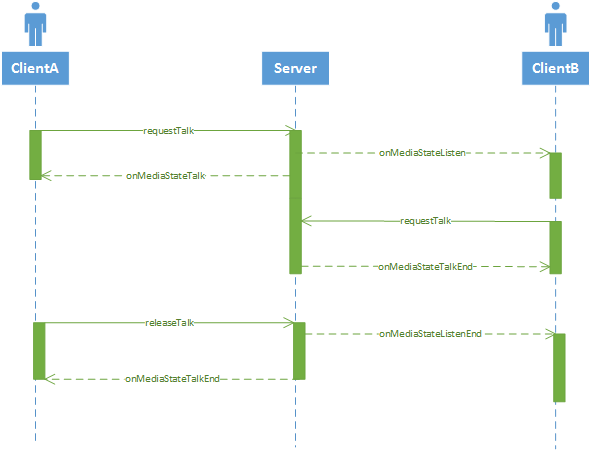 ClientA
Server
ClientB
requestTalk
onMediaStateListen
onMediaStateTalk
requestTalk
onMediaStateTalkEnd
releaseTalk
onMediaStateListenEnd
onMediaStateTalkEnd